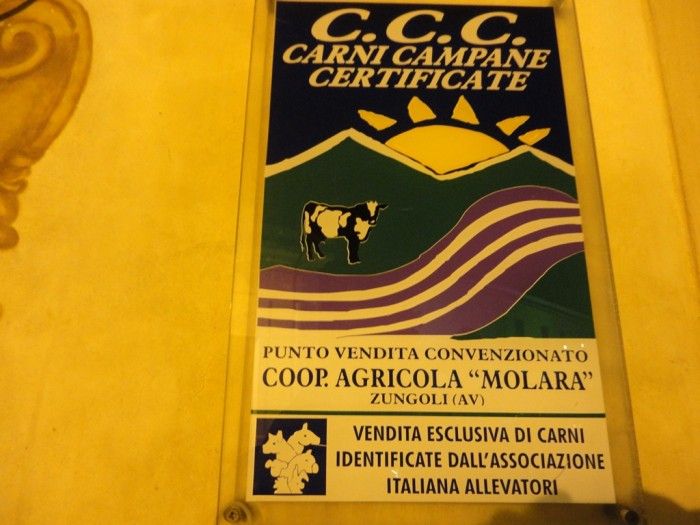 C.C.C.
CARNI CAMPANE
CERTIFICATE
PUNTO VENDITA CONVENZIONATO
COOP. AGRICOLA “MOLARA”
ZUNGOLI (AV)
VENDITA ESCLUSIVA DI CARNI
IDENTIFICATE DALL’ASSOCIAZIONE
ITALIANA ALLEVATORI